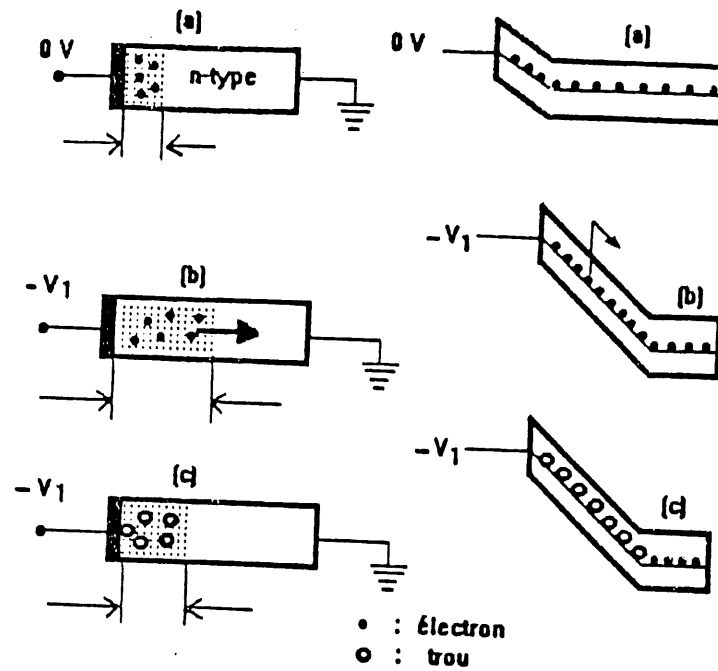 (a)
0 V
n-type
(a)
0 V
(b)
- V1
- V1
(b)
(c)
- V1
- V1
(c)
• : électron
o : trou